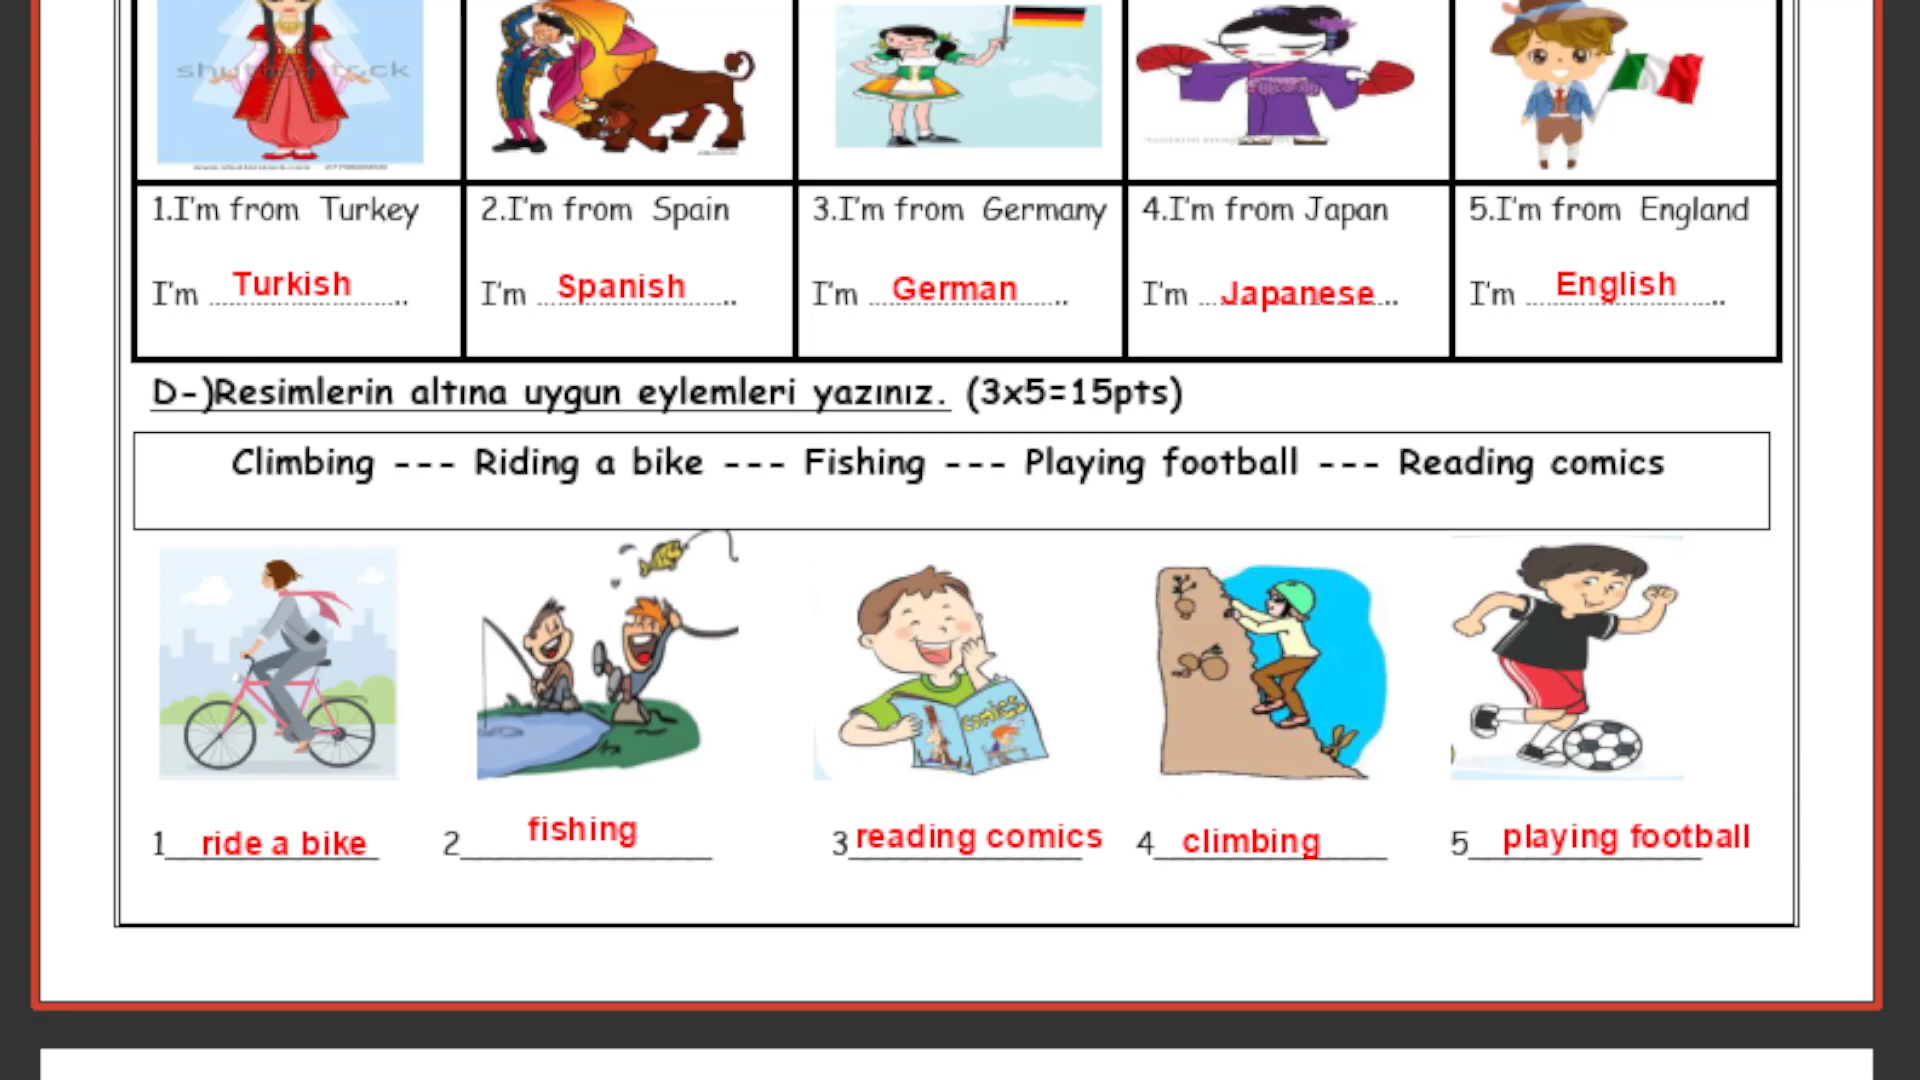 shutterstock
1.I'm from Turkey
2.I'm from Spain
3.I'm from Germany
4.I'm from Japan
5.I'm from England
I'm Turkish
I'm Spanish
I'm German
I'm Japanese
I'm English
D-)Resimlerin altına uygun eylemleri yazınız. (3x5=15pts)
Climbing --- Riding a bike --- Fishing --- Playing football --- Reading comics
comics
1 ride a bike
2 fishing
3 reading comics
4 climbing
5 playing football